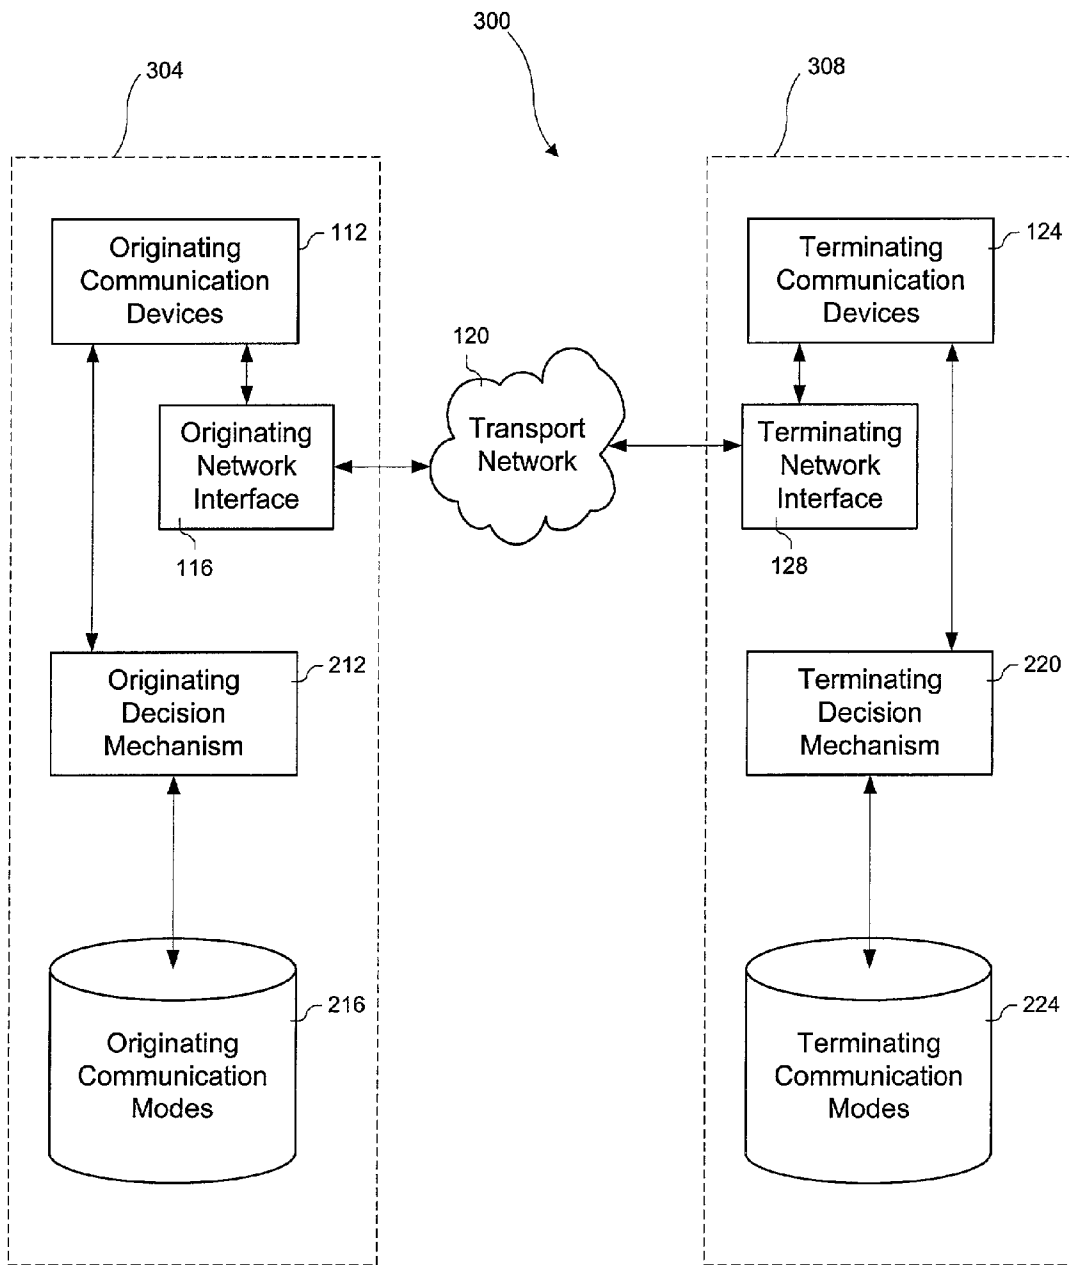 300
304
308
Originating
Communication
Devices
112
Terminating
Communication
Devices
124
120
Transport
Network
Originating
Network
Interface
116
Terminating
Network
Interface
128
Originating
Decision
Mechanism
212
Terminating
Decision
Mechanism
220
Originating
Communication
Modes
216
Terminating
Communication
Modes
224